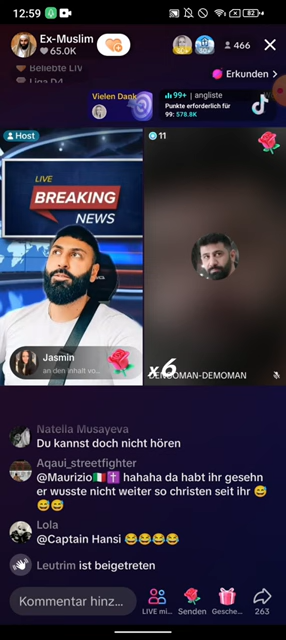 12:59
Ex-Muslim
65.0K
466
Beliebte LIV
Liga D4
Erkunden >
Vielen Dank
99+ | angliste
Punkte erforderlich für
99: 578.8K
Host
11
LIVE
BREAKING
NEWS
Jasmin
an den Inhalt vo...
x6
DENGOMAN-DEMOMAN
Natella Musayeva
Du kannst doch nicht hören
Aqaui_streetfighter
@Maurizio🇮🇹✝️ hahaha da habt ihr gesehn
er wusste nicht weiter so christen seit ihr 😅
😅😅
Lola
@Captain Hansi 😂😂😂😂
Leutrim ist beigetreten
Kommentar hinz...
LIVE mi...
Senden
Gesche...
263